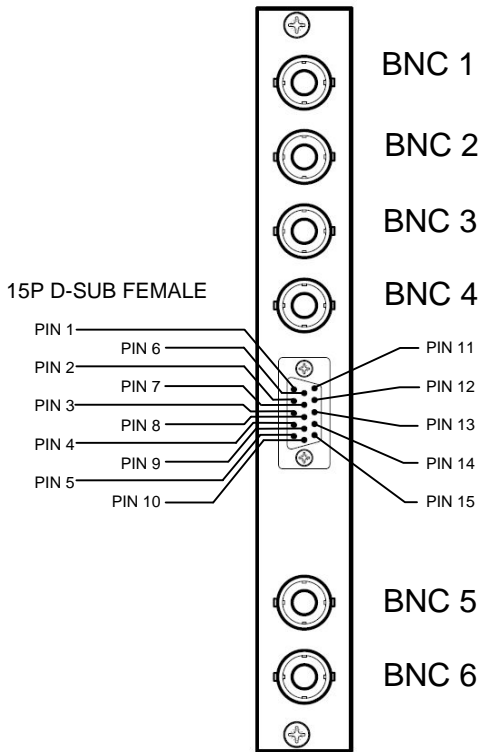 BNC 1
BNC 2
BNC 3
BNC 4
15P D-SUB FEMALE
PIN 1
PIN 6
PIN 2
PIN 7
PIN 3
PIN 8
PIN 4
PIN 9
PIN 5
PIN 10
PIN 11
PIN 12
PIN 13
PIN 14
PIN 15
BNC 5
BNC 6